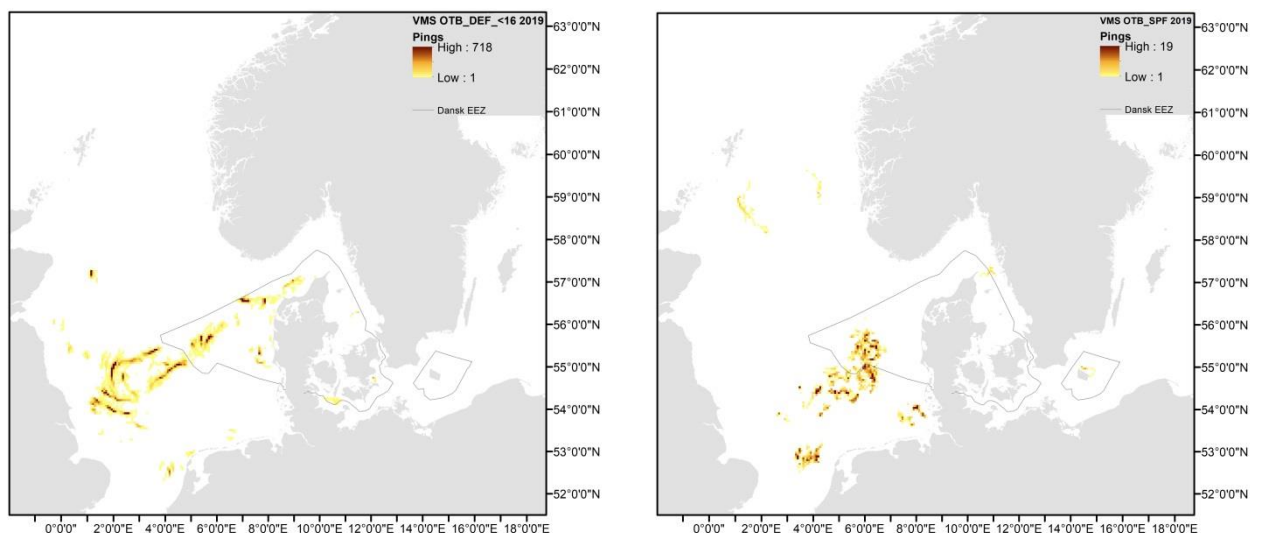 VMS OTB_DEF_<16 2019
Pings
High : 718
Low : 1
Dansk EEZ
63°0'0"N
62°0'0"N
61°0'0"N
60°0'0"N
59°0'0"N
58°0'0"N
57°0'0"N
56°0'0"N
55°0'0"N
54°0'0"N
53°0'0"N
52°0'0"N
0°0'0"E 2°0'0"E 4°0'0"E 6°0'0"E 8°0'0"E 10°0'0"E 12°0'0"E 14°0'0"E 16°0'0"E 18°0'0"E
VMS OTB_SPF 2019
Pings
High : 19
Low : 1
Dansk EEZ
63°0'0"N
62°0'0"N
61°0'0"N
60°0'0"N
59°0'0"N
58°0'0"N
57°0'0"N
56°0'0"N
55°0'0"N
54°0'0"N
53°0'0"N
52°0'0"N
0°0'0" 2°0'0"E 4°0'0"E 6°0'0"E 8°0'0"E 10°0'0"E 12°0'0"E 14°0'0"E 16°0'0"E 18°0'0"E